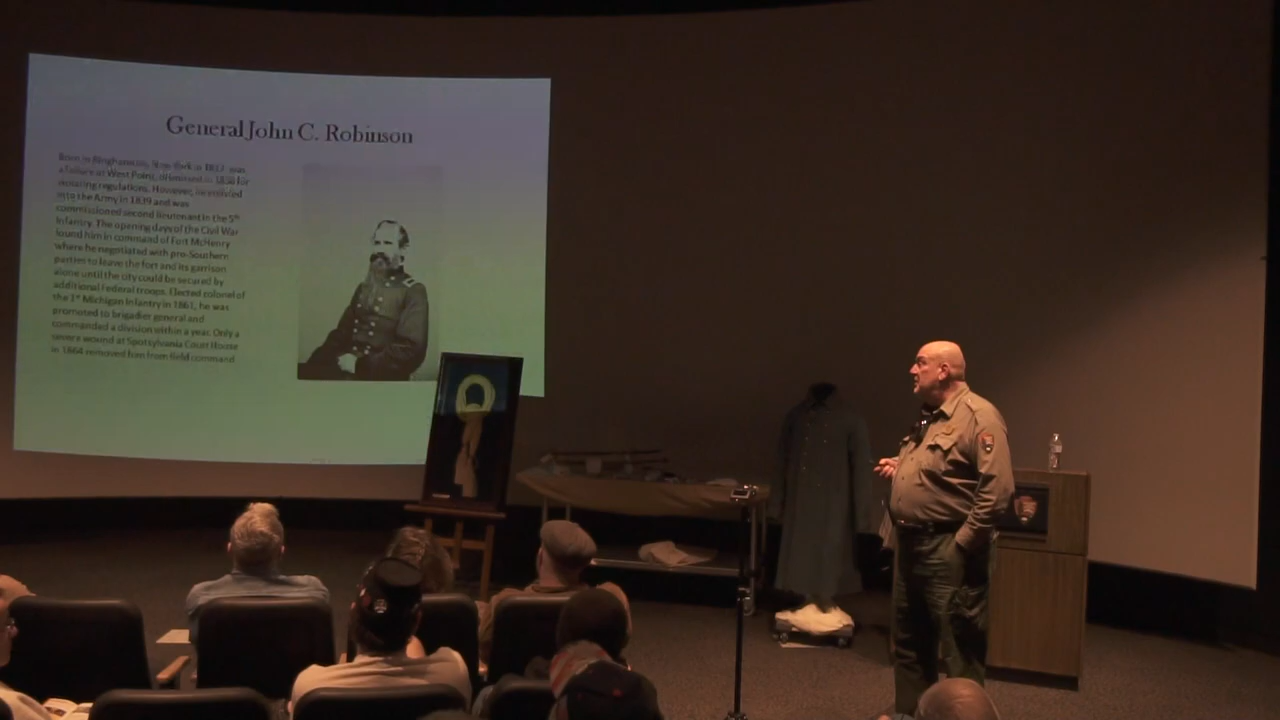 General John C. Robinson
Born in Binghamton, New York in 1817, was
a failure at West Point, dismissed in 1838 for
violating regulations. However, he enlisted
into the Army in 1839 and was
commissioned second lieutenant in the 5th
Infantry. The opening days of the Civil War
found him in command of Fort McHenry
where he negotiated with pro-Southern
parties to leave the fort and its garrison
alone until the city could be secured by
additional Federal troops. Elected colonel of
the 1st Michigan Infantry in 1861, he was
promoted to brigadier general and
commanded a division within a year. Only a
severe wound at Spotsylvania Court House
in 1864 removed him from field command